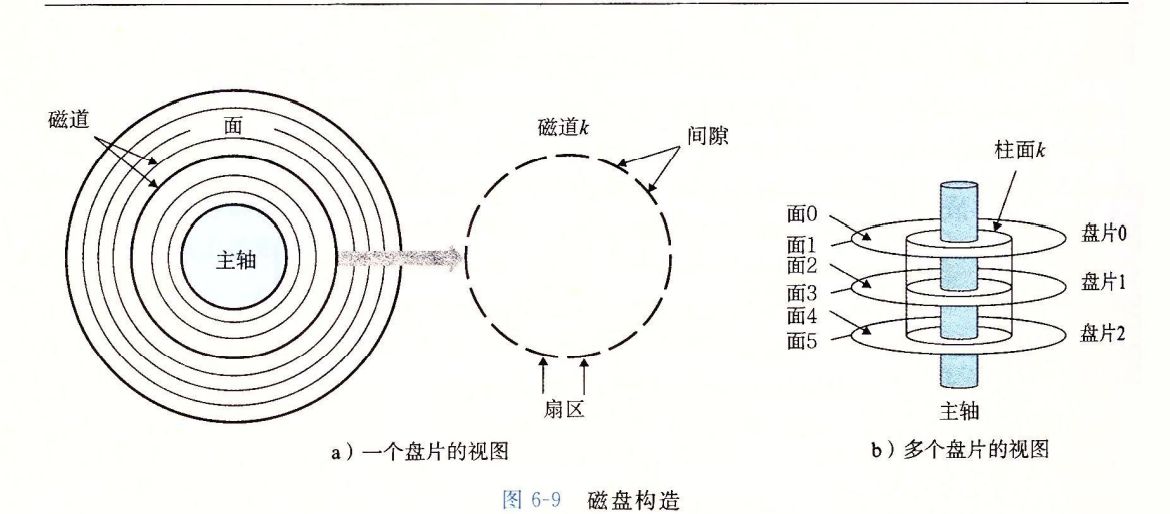 磁道
面
主轴
磁道k
间隙
扇区
a）一个盘片的视图
柱面k
面0
面1
面2
面3
面4
面5
盘片0
盘片1
盘片2
主轴
b）多个盘片的视图
图 6-9 磁盘构造